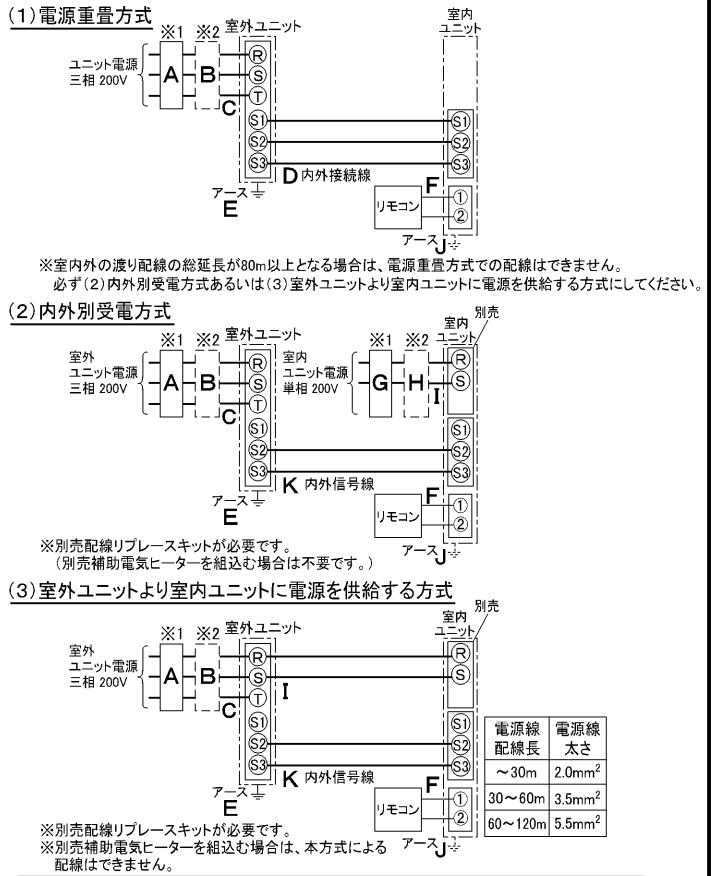 (1)電源重畳方式
※1 ※2 室外ユニット
室内
ユニット
ユニット電源
三相 200V
A
B
C
R
S
T
S1
S2
S3
S1
S2
S3
D 内外接続線
アース
E
リモコン
F
①
②
アース J
※室内外の渡り配線の総延長が80m以上となる場合は、電源重畳方式での配線はできません。
必ず(2)内外別受電方式あるいは(3)室外ユニットより室内ユニットに電源を供給する方式にしてください。
(2)内外別受電方式
※1 ※2 室外ユニット
室外
ユニット電源
三相 200V
A
B
C
R
S
T
S1
S2
S3
室内
ユニット電源
単相 200V
※1 ※2
G
H
I
室内
ユニット
別売
R
S
S1
S2
S3
K 内外信号線
アース
E
リモコン
F
①
②
アース J
※別売配線リプレースキットが必要です。
(別売補助電気ヒーターを組込む場合は不要です。)
(3)室外ユニットより室内ユニットに電源を供給する方式
※1 ※2 室外ユニット
室内
ユニット
別売
室外
ユニット電源
三相 200V
A
B
C
R
S
T
S1
S2
S3
I
R
S
S1
S2
S3
K 内外信号線
アース
E
リモコン
F
①
②
アース J
電源線
配線長
電源線
太さ
~30m 2.0mm²
30~60m 3.5mm²
60~120m 5.5mm²
※別売配線リプレースキットが必要です。
※別売補助電気ヒーターを組込む場合は、本方式による
配線はできません。